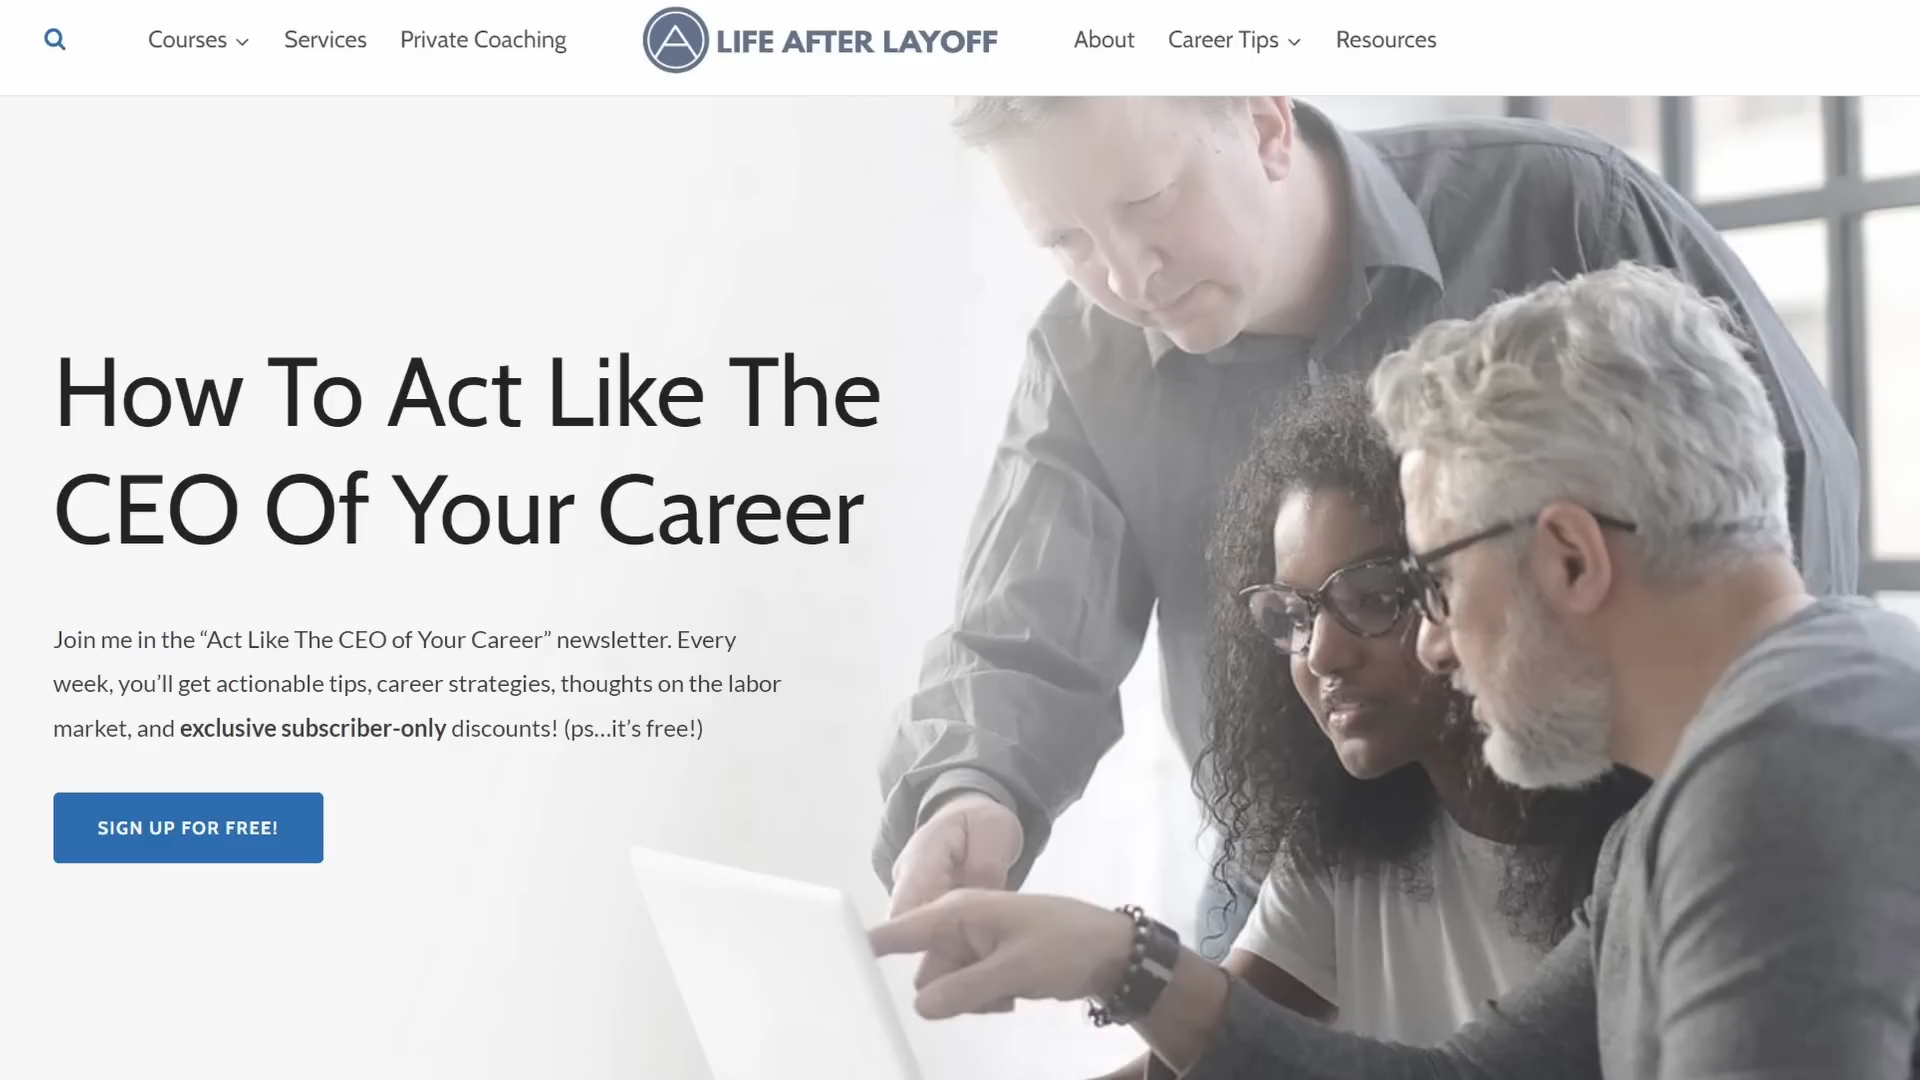 Courses
Services
Private Coaching
A LIFE AFTER LAYOFF
About
Career Tips
Resources
How To Act Like The
CEO Of Your Career
Join me in the “Act Like The CEO of Your Career” newsletter. Every
week, you’ll get actionable tips, career strategies, thoughts on the labor
market, and exclusive subscriber-only discounts! (ps...it’s free!)
SIGN UP FOR FREE!